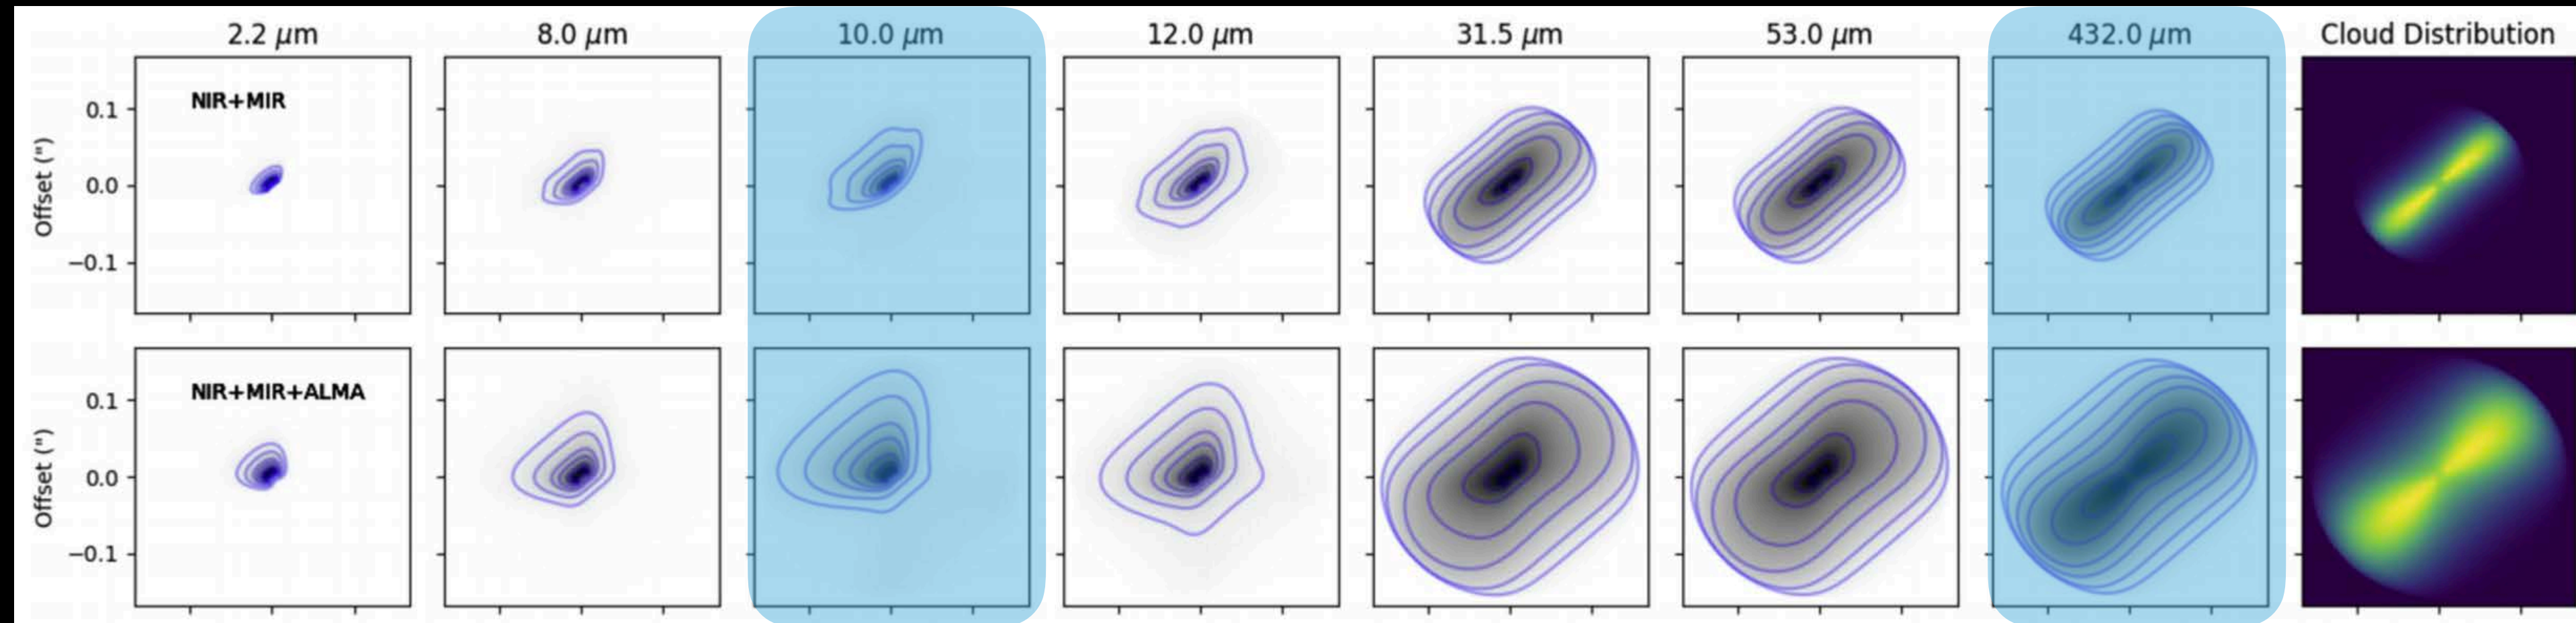 2.2 μm 8.0 μm 10.0 μm 12.0 μm 31.5 μm 53.0 μm 432.0 μm Cloud Distribution
NIR+MIR
0.1
0.0
−0.1
Offset (")
NIR+MIR+ALMA
0.1
0.0
−0.1
Offset (")